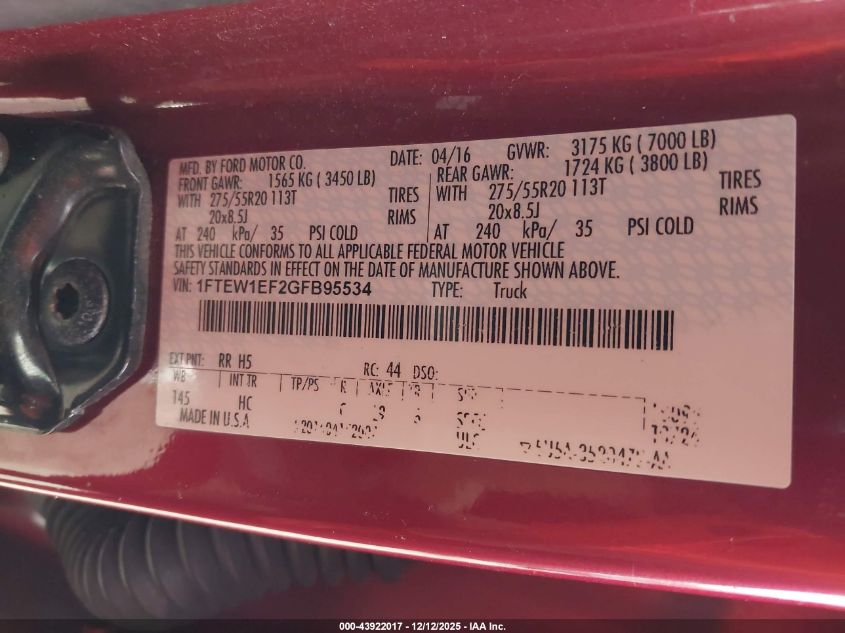 MFD. BY FORD MOTOR CO. DATE: 04/16 GVWR: 3175 KG ( 7000 LB)
FRONT GAWR: 1565 KG ( 3450 LB) REAR GAWR: 1724 KG ( 3800 LB)
WITH 275/55R20 113T TIRES WITH 275/55R20 113T TIRES
20x8.5J RIMS 20x8.5J RIMS
AT 240 kPa/ 35 PSI COLD AT 240 kPa/ 35 PSI COLD
THIS VEHICLE CONFORMS TO ALL APPLICABLE FEDERAL MOTOR VEHICLE
SAFETY STANDARDS IN EFFECT ON THE DATE OF MANUFACTURE SHOWN ABOVE.
VIN: 1FTEW1EF2GFB95534 TYPE: Truck
EXT PNT: RR H5 RC: 44 DSO:
WB INT TR TP/PS R AXLE TR SPR
145 HC
MADE IN U.S.A
000-43922017 - 12/12/2025 - IAA Inc.